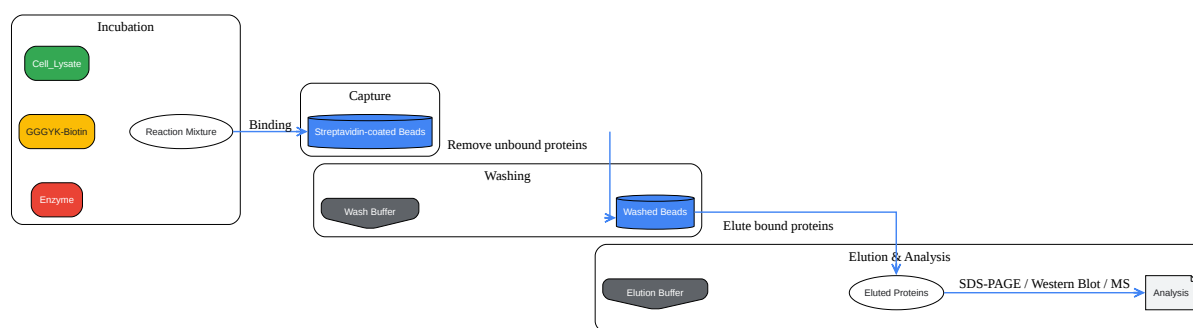 Incubation
Cell_Lysate
GGGYK-Biotin
Reaction Mixture
Enzyme
Binding
Capture
Streptavidin-coated Beads
Remove unbound proteins
Washing
Wash Buffer
Washed Beads
Elute bound proteins
Elution & Analysis
Elution Buffer
Eluted Proteins
SDS-PAGE / Western Blot / MS
Analysis